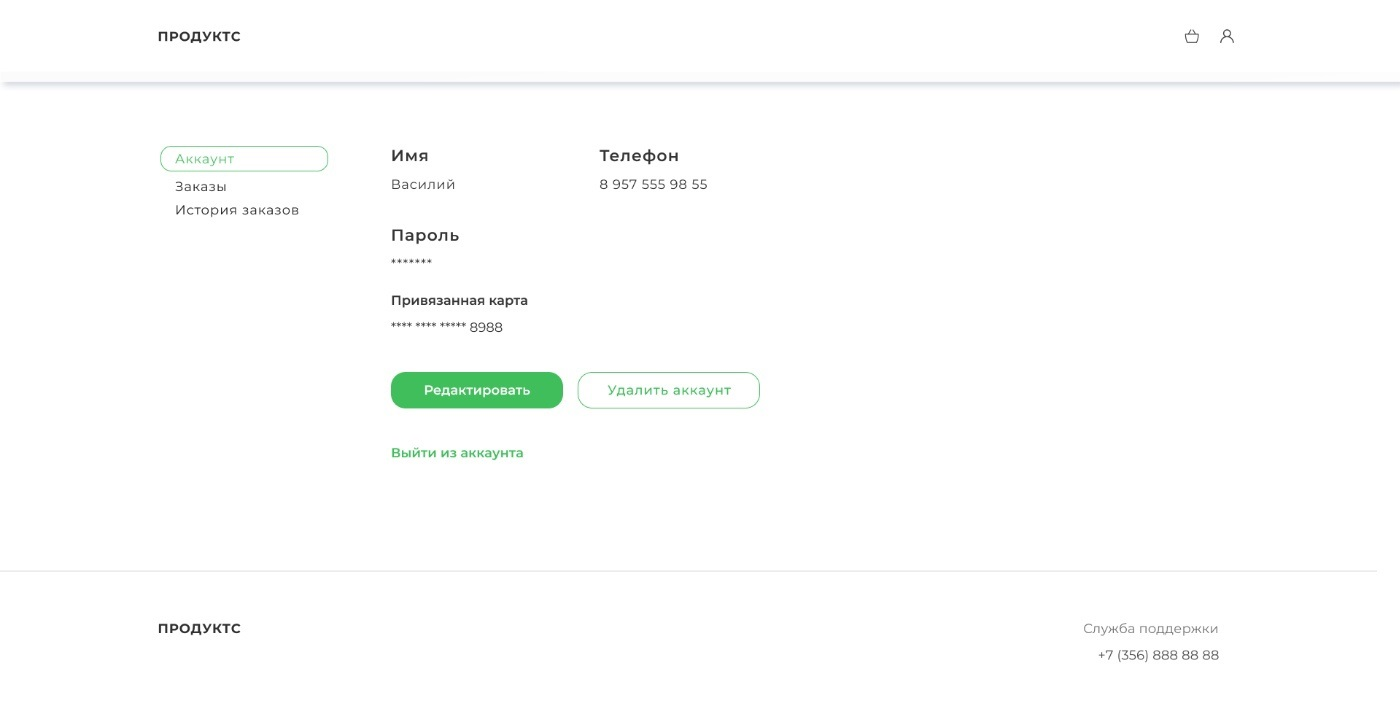 ПРОДУКТС
Аккаунт
Заказы
История заказов
Имя
Василий
Телефон
8 957 555 98 55
Пароль
*******
Привязанная карта
**** **** ***** 8988
Редактировать
Удалить аккаунт
Выйти из аккаунта
ПРОДУКТС
Служба поддержки
+7 (356) 888 88 88